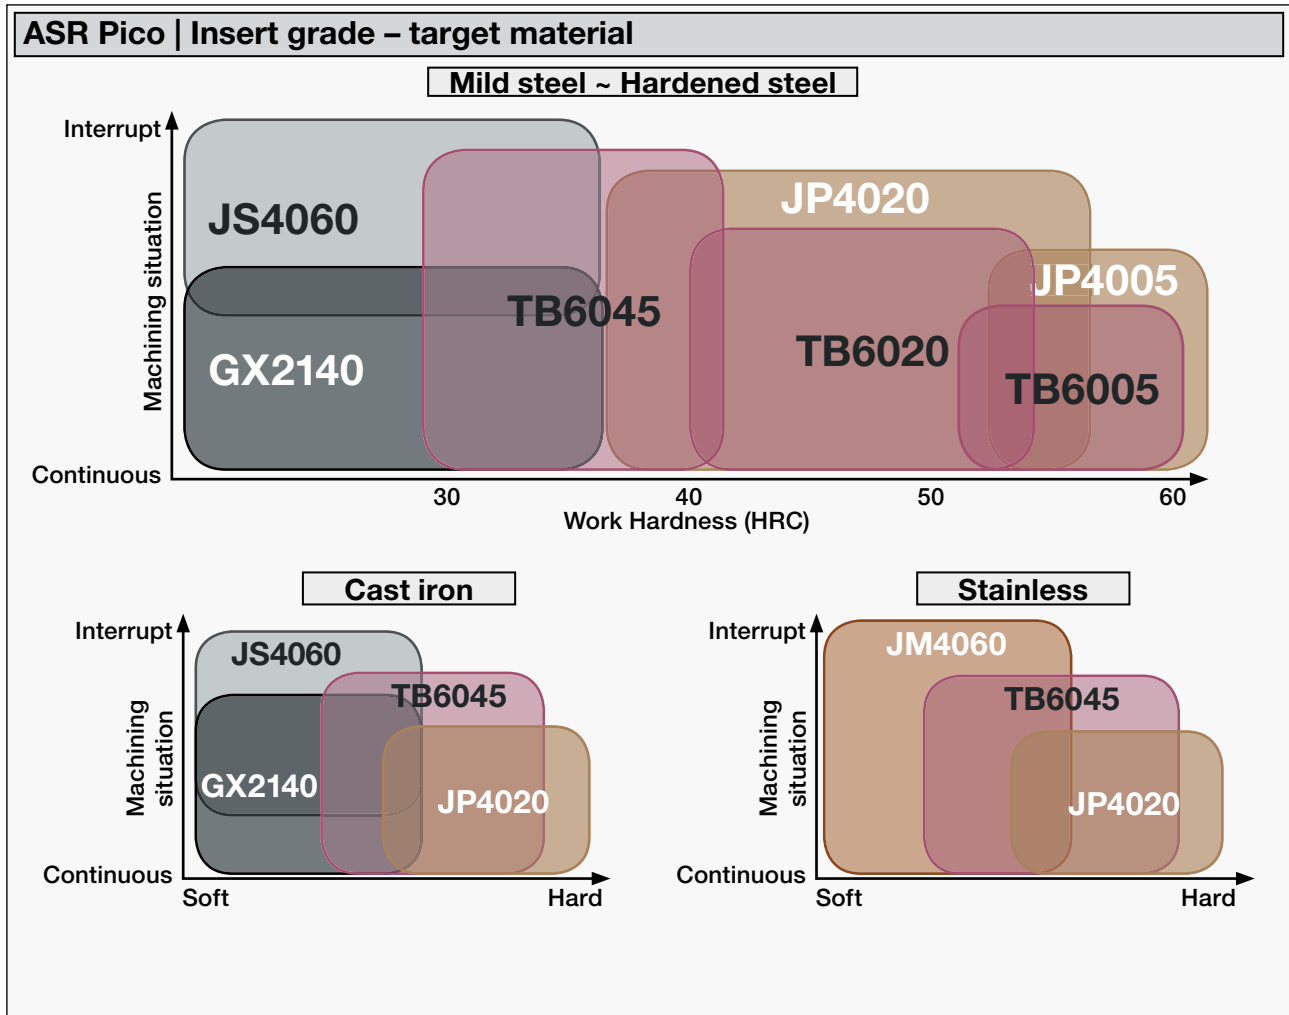 ASR Pico | Insert grade – target material
Mild steel ~ Hardened steel
Interrupt
Machining situation
Continuous
JS4060
GX2140
TB6045
JP4020
TB6020
JP4005
TB6005
30
40
50
60
Work Hardness (HRC)
Cast iron
Interrupt
Machining
situation
Continuous
JS4060
TB6045
GX2140
JP4020
Soft
Hard
Stainless
Interrupt
Machining
situation
Continuous
JM4060
TB6045
JP4020
Soft
Hard